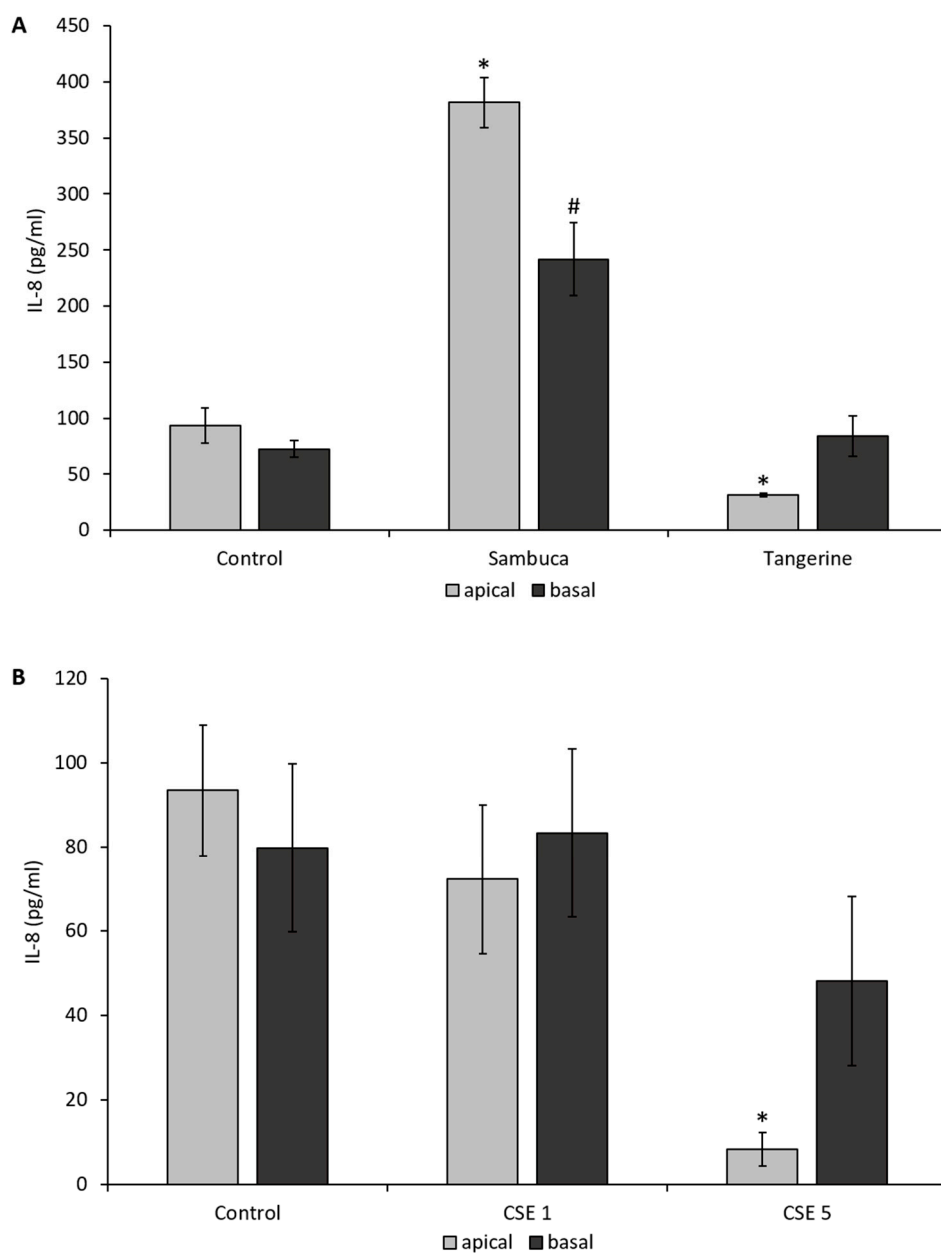 A
450
400
350
300
250
200
150
100
50
0
IL-8 (pg/ml)
*
#
*
Control Sambuca Tangerine
apical basal
B
120
100
80
60
40
20
0
IL-8 (pg/ml)
*
Control CSE 1 CSE 5
apical basal